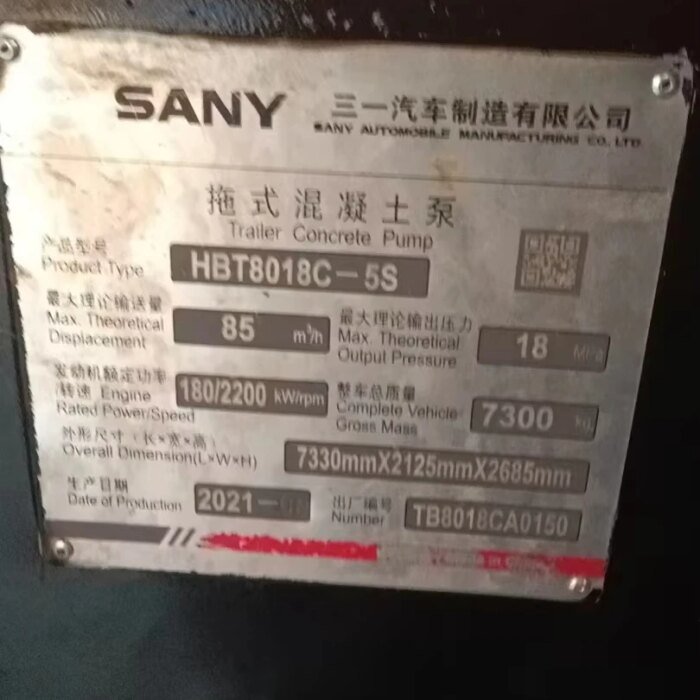 SANY 三一汽车制造有限公司
SANY AUTOMOBILE MANUFACTURING CO., LTD.
拖式混凝土泵
Trailer Concrete Pump
产品型号
Product Type HBT8018C-5S
最大理论输送量
Max. Theoretical
Displacement 85 m³/h
最大理论输出压力
Max. Theoretical
Output Pressure 18 MPa
发动机额定功率
/转速 Engine
Rated Power/Speed 180/2200 kW/rpm
整车总质量
Complete Vehicle
Gross Mass 7300 kg
外形尺寸(长×宽×高)
Overall Dimension(L×W×H) 7330mmX2125mmX2685mm
生产日期
Date of Production 2021-
出厂编号
Number TB8018CA0150